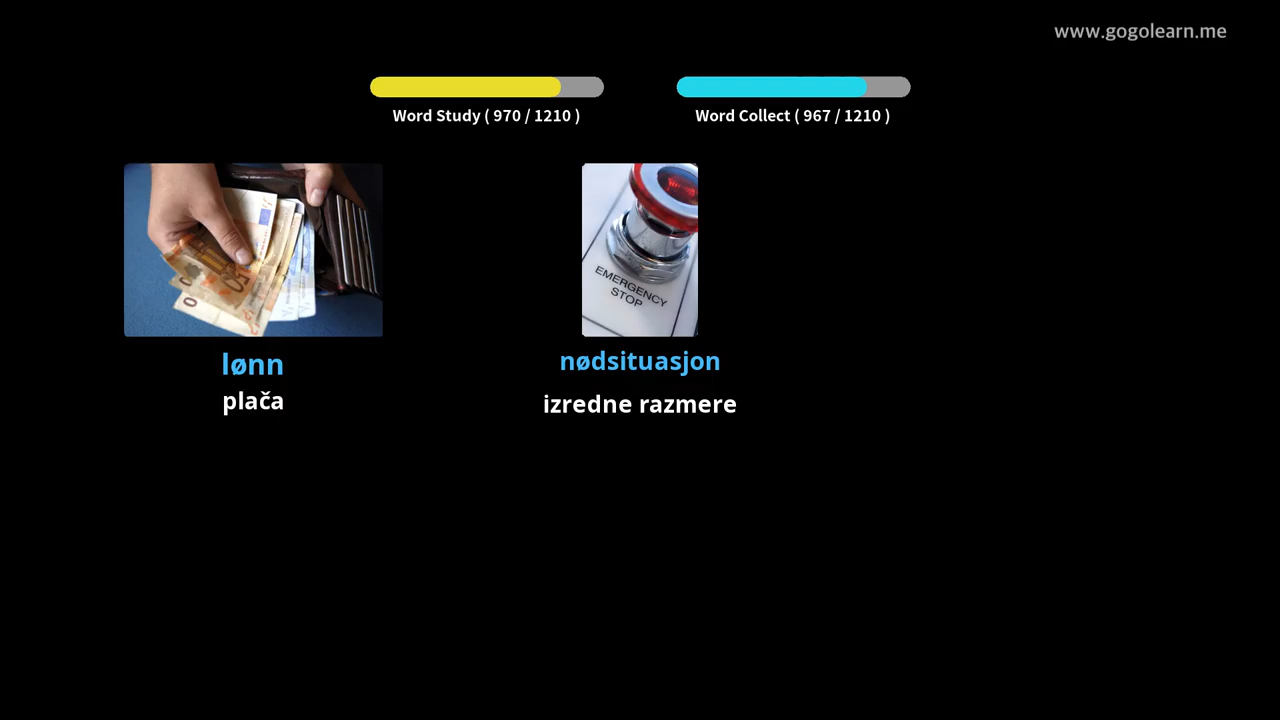 www.gogolearn.me
Word Study ( 970 / 1210 )
Word Collect ( 967 / 1210 )
EMERGENCY
STOP
lønn
plača
nødsituasjon
izredne razmere